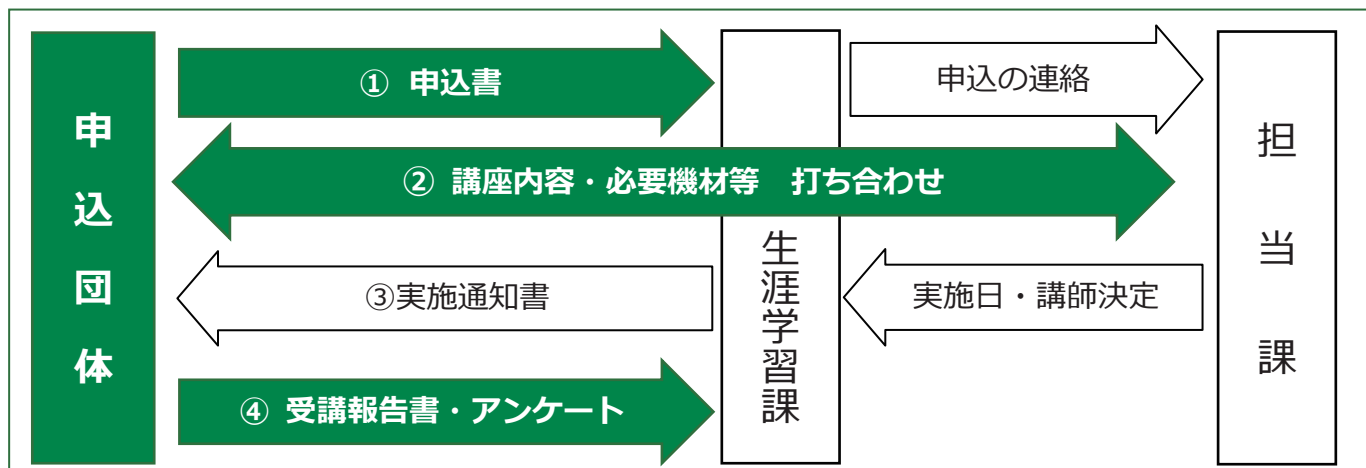 申込団体
① 申込書
申込の連絡
② 講座内容・必要機材等　打ち合わせ
生涯学習課
担当課
③実施通知書
実施日・講師決定
④ 受講報告書・アンケート